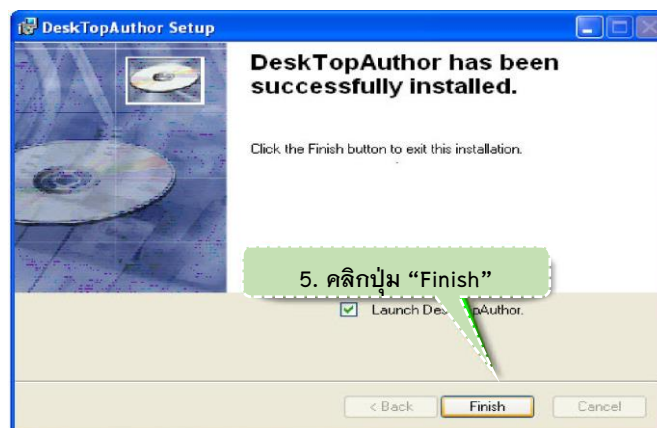 DeskTopAuthor Setup
DeskTopAuthor has been
successfully installed.
Click the Finish button to exit this installation.
5. คลิกปุ่ม “Finish”
Launch Des pAuthor.
< Back
Finish
Cancel